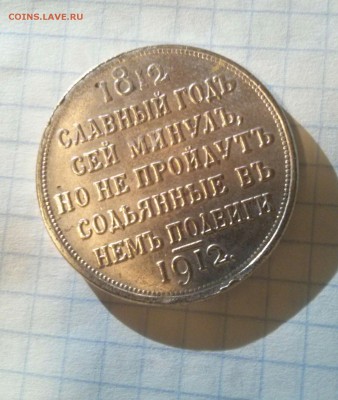 COINS.LAVE.RU
1812
СЛАВНЫЙ ГОДЪ
СЕЙ МИНУЛЪ,
НО НЕ ПРОЙДУТЪ
СОДѢЯННЫЕ ВЪ
НЕМЪ ПОДВИГИ
1912